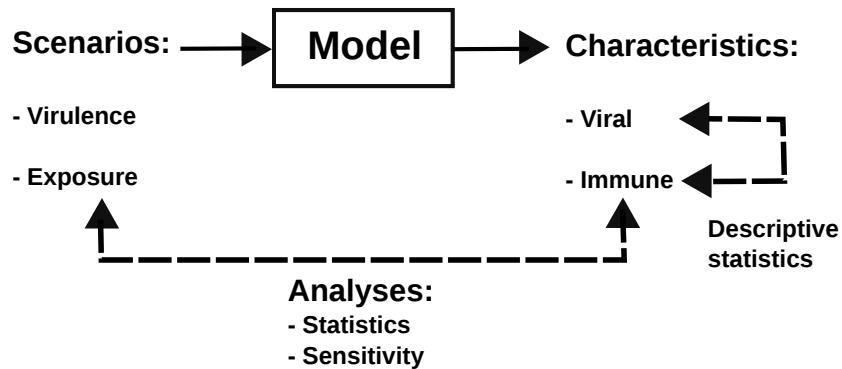 Scenarios:
Model
Characteristics:
- Virulence
- Viral
- Exposure
- Immune
Descriptive
statistics
Analyses:
- Statistics
- Sensitivity